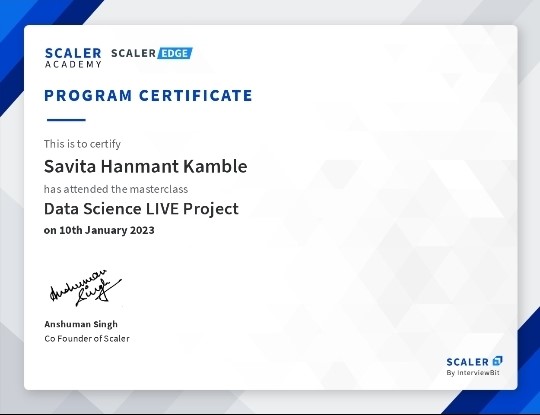 SCALER SCALER EDGE
ACADEMY
PROGRAM CERTIFICATE
This is to certify
Savita Hanmant Kamble
has attended the masterclass
Data Science LIVE Project
on 10th January 2023
Anshuman
Singh
Anshuman Singh
Co Founder of Scaler
SCALER
By InterviewBit